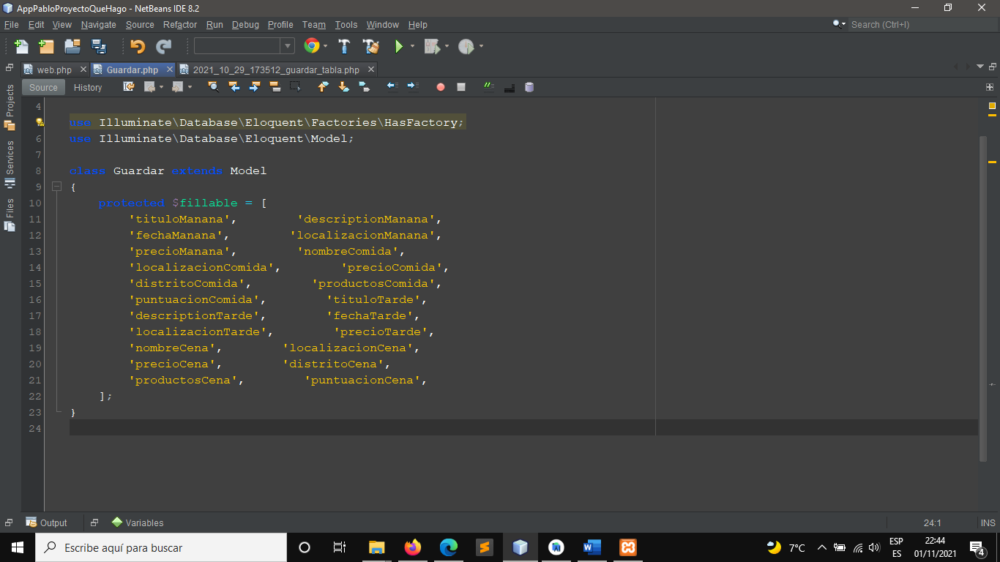 AppPabloProyectoQueHago - NetBeans IDE 8.2
File Edit View Navigate Source Refactor Run Debug Profile Team Tools Window Help
Search (Ctrl+I)
web.php Guardar.php 2021_10_29_173512_guardar_tabla.php
Source History
Projects
Services
Files
4
use Illuminate\Database\Eloquent\Factories\HasFactory;
6 use Illuminate\Database\Eloquent\Model;
7
8 class Guardar extends Model
9 {
10 protected $fillable = [
11 'tituloManana', 'descriptionManana',
12 'fechaManana', 'localizacionManana',
13 'precioManana', 'nombreComida',
14 'localizacionComida', 'precioComida',
15 'distritoComida', 'productosComida',
16 'puntuacionComida', 'tituloTarde',
17 'descriptionTarde', 'fechaTarde',
18 'localizacionTarde', 'precioTarde',
19 'nombreCena', 'localizacionCena',
20 'precioCena', 'distritoCena',
21 'productosCena', 'puntuacionCena',
22 ];
23 }
24
Output Variables
24:1 INS
Escribe aquí para buscar
7°C
ESP
ES
22:44
01/11/2021
4